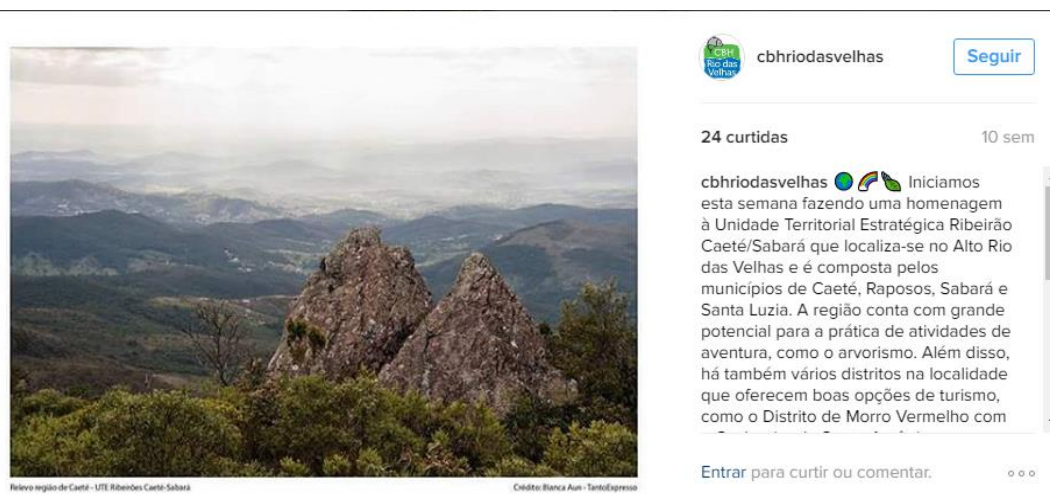 CBH
Rio das
Velhas
cbhriodasvelhas
Seguir
24 curtidas
10 sem
cbhriodasvelhas 🌍 🌈 🍃 Iniciamos
esta semana fazendo uma homenagem
à Unidade Territorial Estratégica Ribeirão
Caeté/Sabará que localiza-se no Alto Rio
das Velhas e é composta pelos
municípios de Caeté, Raposos, Sabará e
Santa Luzia. A região conta com grande
potencial para a prática de atividades de
aventura, como o arvorismo. Além disso,
há também vários distritos na localidade
que oferecem boas opções de turismo,
como o Distrito de Morro Vermelho com
Entrar para curtir ou comentar.
Relevo região de Caeté - UTE Ribeirões Caeté-Sabará
Crédito: Bianca Aun - TantoExpresso